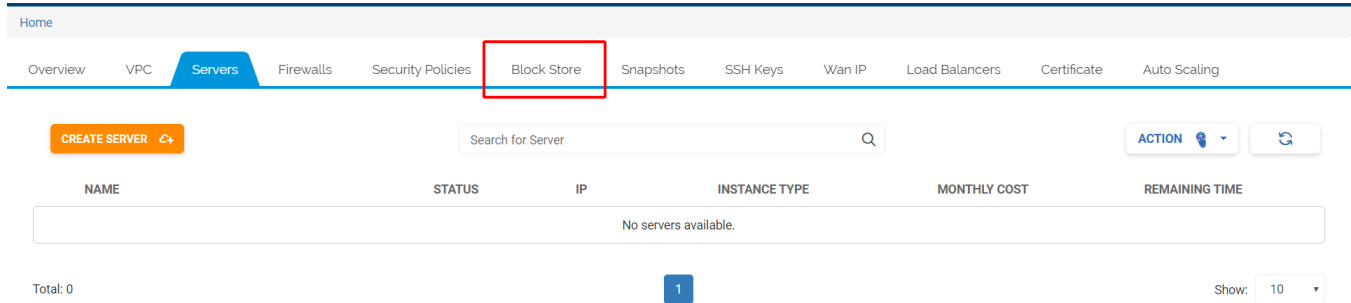 Home
Overview VPC Servers Firewalls Security Policies Block Store Snapshots SSH Keys Wan IP Load Balancers Certificate Auto Scaling
CREATE SERVER Search for Server ACTION
NAME STATUS IP INSTANCE TYPE MONTHLY COST REMAINING TIME
No servers available.
Total: 0 1 Show: 10